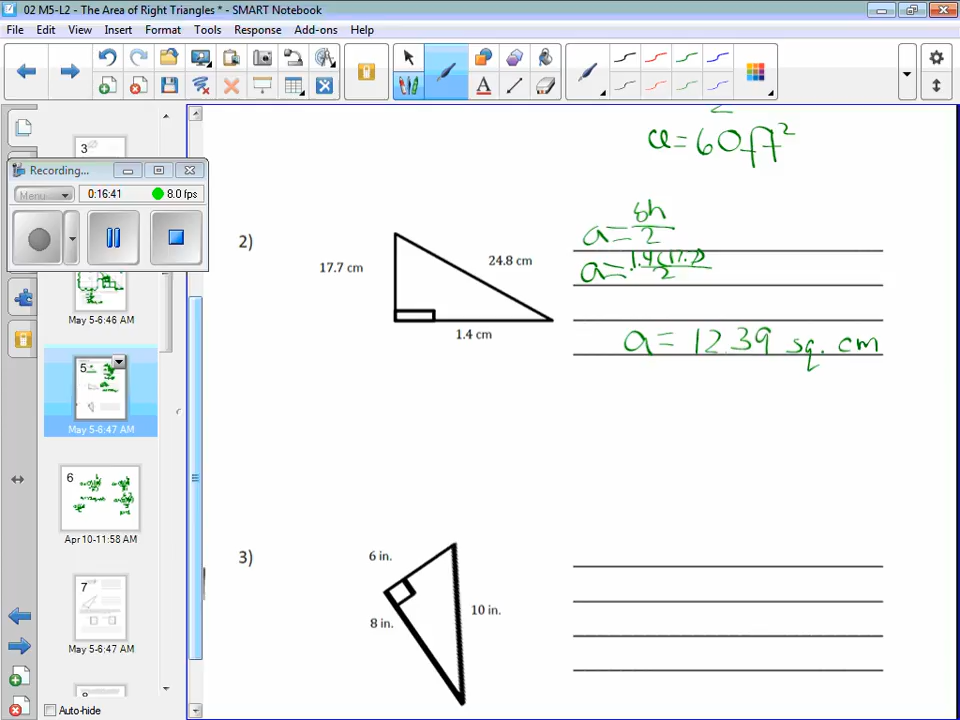 02 M5-L2 - The Area of Right Triangles * - SMART Notebook
File Edit View Insert Format Tools Response Add-ons Help
3
Recording...
Menu 0:16:41 8.0 fps
May 5-6:46 AM
5
May 5-6:47 AM
6
Apr 10-11:58 AM
7
May 5-6:47 AM
8
Auto-hide
2
a = 60 ft²
2)
17.7 cm
24.8 cm
1.4 cm
a = bh
2
a = 1.4(17.7)
2
a = 12.39 sq. cm
3)
6 in.
8 in.
10 in.